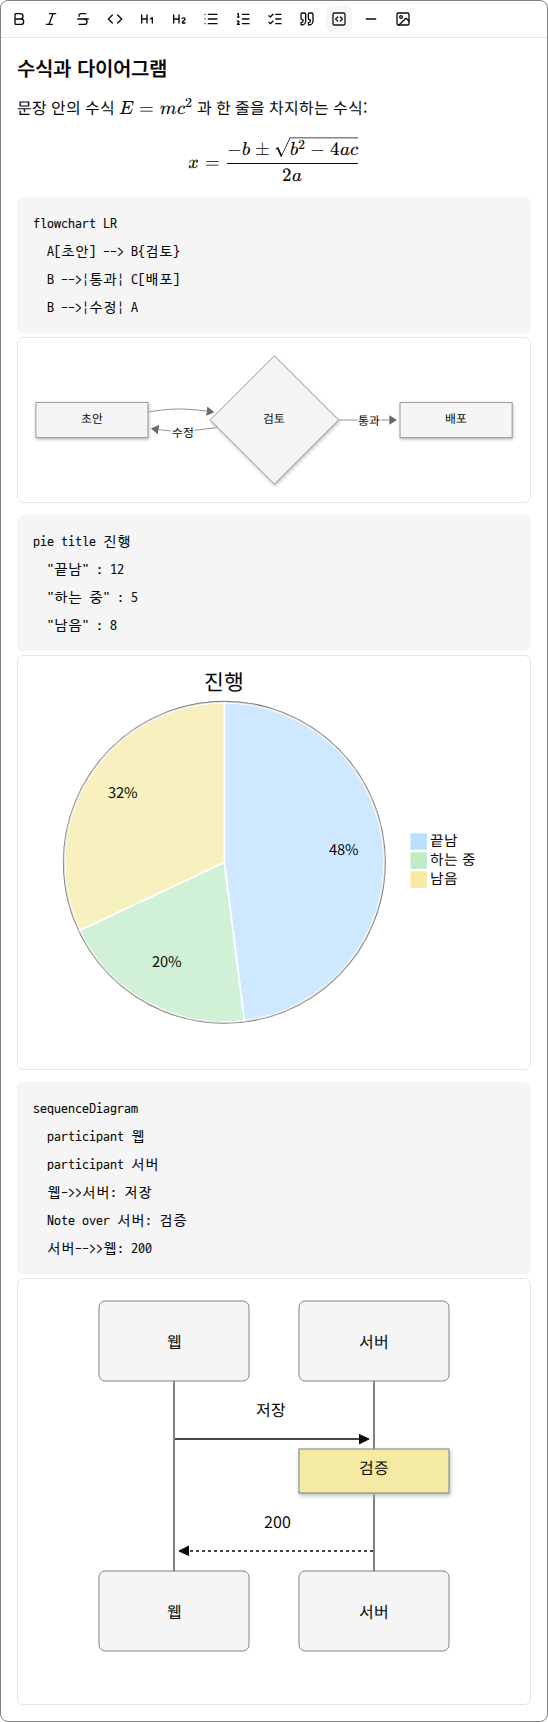 B I S <> H1 H2
수식과 다이어그램
문장 안의 수식 E = mc² 과 한 줄을 차지하는 수식:
x = (−b ± √(b² − 4ac)) / 2a
flowchart LR
A[초안] --> B{검토}
B -->|통과| C[배포]
B -->|수정| A
초안 수정 검토 통과 배포
pie title 진행
"끝남" : 12
"하는 중" : 5
"남음" : 8
진행
32%
48%
20%
끝남
하는 중
남음
sequenceDiagram
participant 웹
participant 서버
웹->>서버: 저장
Note over 서버: 검증
서버-->>웹: 200
웹 서버
저장
검증
200
웹 서버